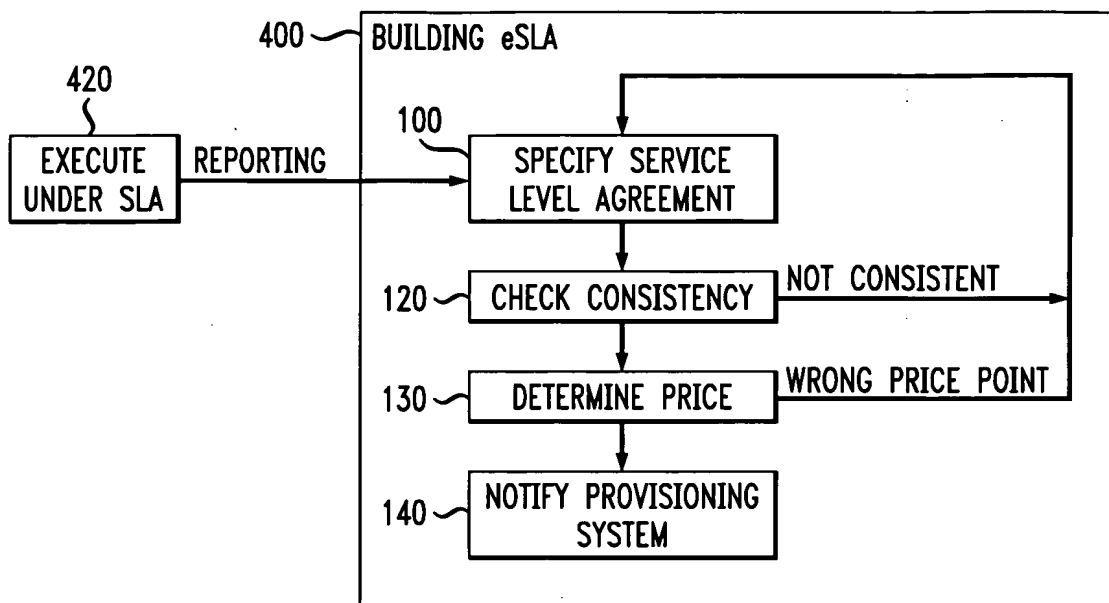 400
BUILDING eSLA
420
EXECUTE
UNDER SLA
REPORTING
100
SPECIFY SERVICE
LEVEL AGREEMENT
120
CHECK CONSISTENCY
NOT CONSISTENT
130
DETERMINE PRICE
WRONG PRICE POINT
140
NOTIFY PROVISIONING
SYSTEM